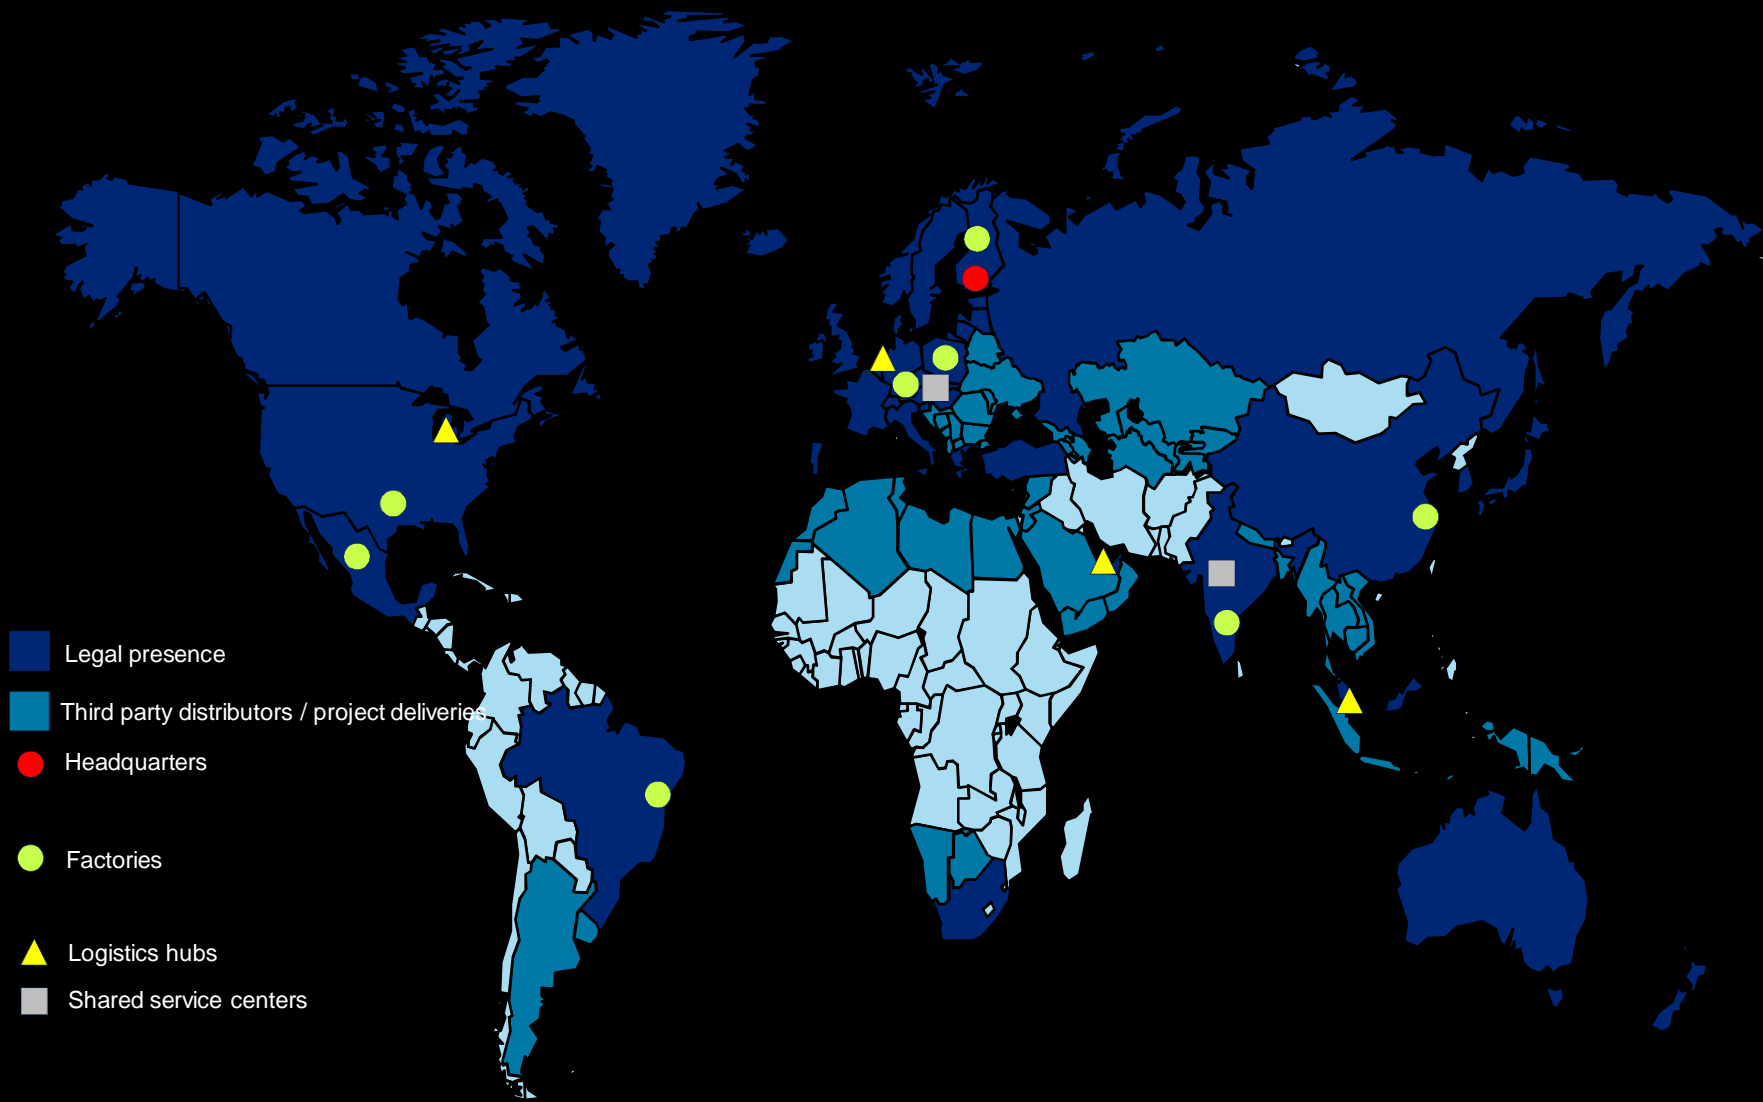 Legal presence
Third party distributors / project deliveries
Headquarters
Factories
Logistics hubs
Shared service centers